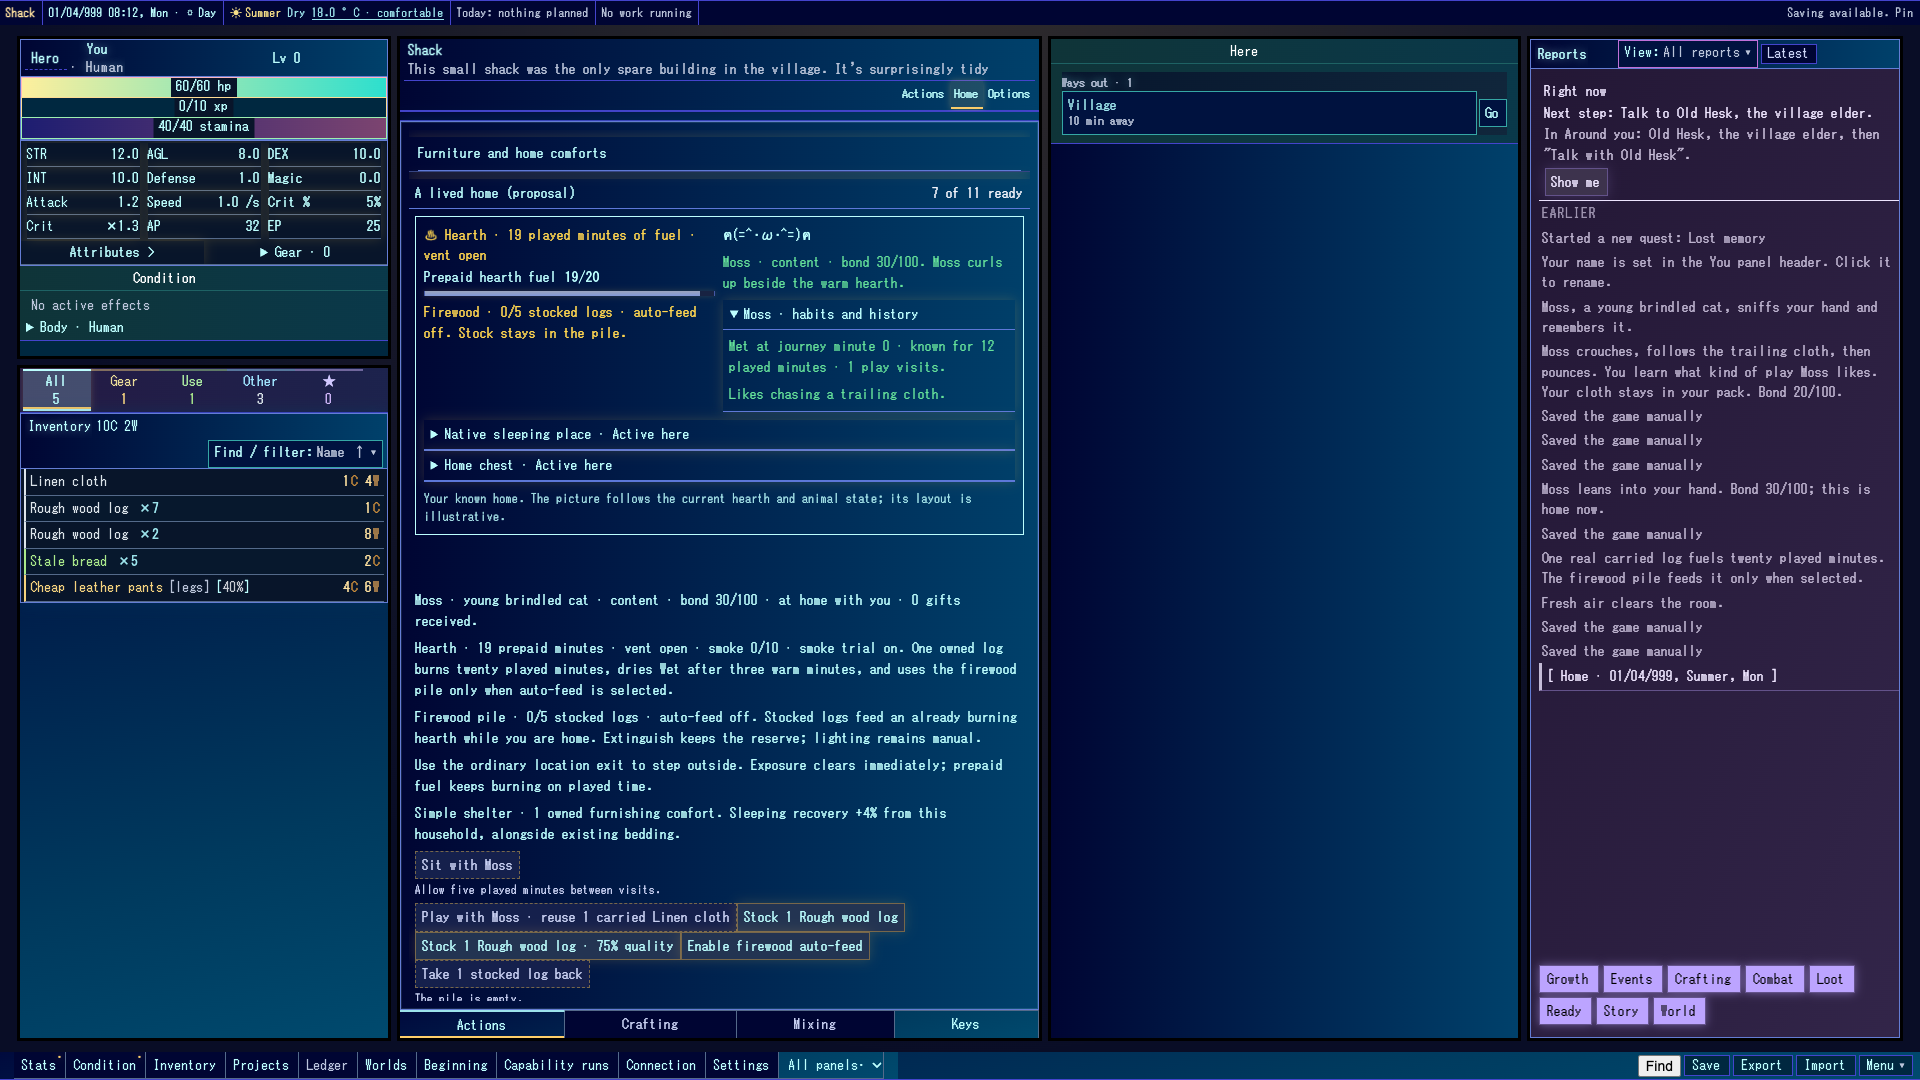 Shack 01/04/999 08:12, Mon · ☼ Day ☀ Summer Dry 18.0 ° C · comfortable Today: nothing planned No work running Saving available. Pin
Hero · You Human Lv 0
60/60 hp
0/10 xp
40/40 stamina
STR 12.0 AGL 8.0 DEX 10.0
INT 10.0 Defense 1.0 Magic 0.0
Attack 1.2 Speed 1.0 /s Crit % 5%
Crit ×1.3 AP 32 EP 25
Attributes > ▶ Gear · 0
Condition
No active effects
▶ Body · Human
All Gear Use Other ★
5 1 1 3 0
Inventory 10C 2W
Find / filter: Name ↑ ▾
Linen cloth 1C 4W
Rough wood log ×7 1C
Rough wood log ×2 8W
Stale bread ×5 2C
Cheap leather pants [legs] [40%] 4C 6W
Shack
This small shack was the only spare building in the village. It's surprisingly tidy
Actions Home Options
Furniture and home comforts
A lived home (proposal) 7 of 11 ready
♨ Hearth · 19 played minutes of fuel ·
vent open
Prepaid hearth fuel 19/20
Firewood · 0/5 stocked logs · auto-feed
off. Stock stays in the pile.
ฅ(=^·ω·^=)ฅ
Moss · content · bond 30/100. Moss curls
up beside the warm hearth.
▼ Moss · habits and history
Met at journey minute 0 · known for 12
played minutes · 1 play visits.
Likes chasing a trailing cloth.
▶ Native sleeping place · Active here
▶ Home chest · Active here
Your known home. The picture follows the current hearth and animal state; its layout is
illustrative.
Moss · young brindled cat · content · bond 30/100 · at home with you · 0 gifts
received.
Hearth · 19 prepaid minutes · vent open · smoke 0/10 · smoke trial on. One owned log
burns twenty played minutes, dries Wet after three warm minutes, and uses the firewood
pile only when auto-feed is selected.
Firewood pile · 0/5 stocked logs · auto-feed off. Stocked logs feed an already burning
hearth while you are home. Extinguish keeps the reserve; lighting remains manual.
Use the ordinary location exit to step outside. Exposure clears immediately; prepaid
fuel keeps burning on played time.
Simple shelter · 1 owned furnishing comfort. Sleeping recovery +4% from this
household, alongside existing bedding.
Sit with Moss
Allow five played minutes between visits.
Play with Moss · reuse 1 carried Linen cloth Stock 1 Rough wood log
Stock 1 Rough wood log · 75% quality Enable firewood auto-feed
Take 1 stocked log back
The pile is empty.
Actions Crafting Mixing Keys
Here
Ways out · 1
Village
10 min away
Go
Reports View: All reports ▾ Latest
Right now
Next step: Talk to Old Hesk, the village elder.
In Around you: Old Hesk, the village elder, then
"Talk with Old Hesk".
Show me
EARLIER
Started a new quest: Lost memory
Your name is set in the You panel header. Click it
to rename.
Moss, a young brindled cat, sniffs your hand and
remembers it.
Moss crouches, follows the trailing cloth, then
pounces. You learn what kind of play Moss likes.
Your cloth stays in your pack. Bond 20/100.
Saved the game manually
Saved the game manually
Saved the game manually
Moss leans into your hand. Bond 30/100; this is
home now.
Saved the game manually
One real carried log fuels twenty played minutes.
The firewood pile feeds it only when selected.
Fresh air clears the room.
Saved the game manually
Saved the game manually
[ Home · 01/04/999, Summer, Mon ]
Growth Events Crafting Combat Loot
Ready Story World
Stats Condition Inventory Projects Ledger Worlds Beginning Capability runs Connection Settings All panels· Find Save Export Import Menu ▾